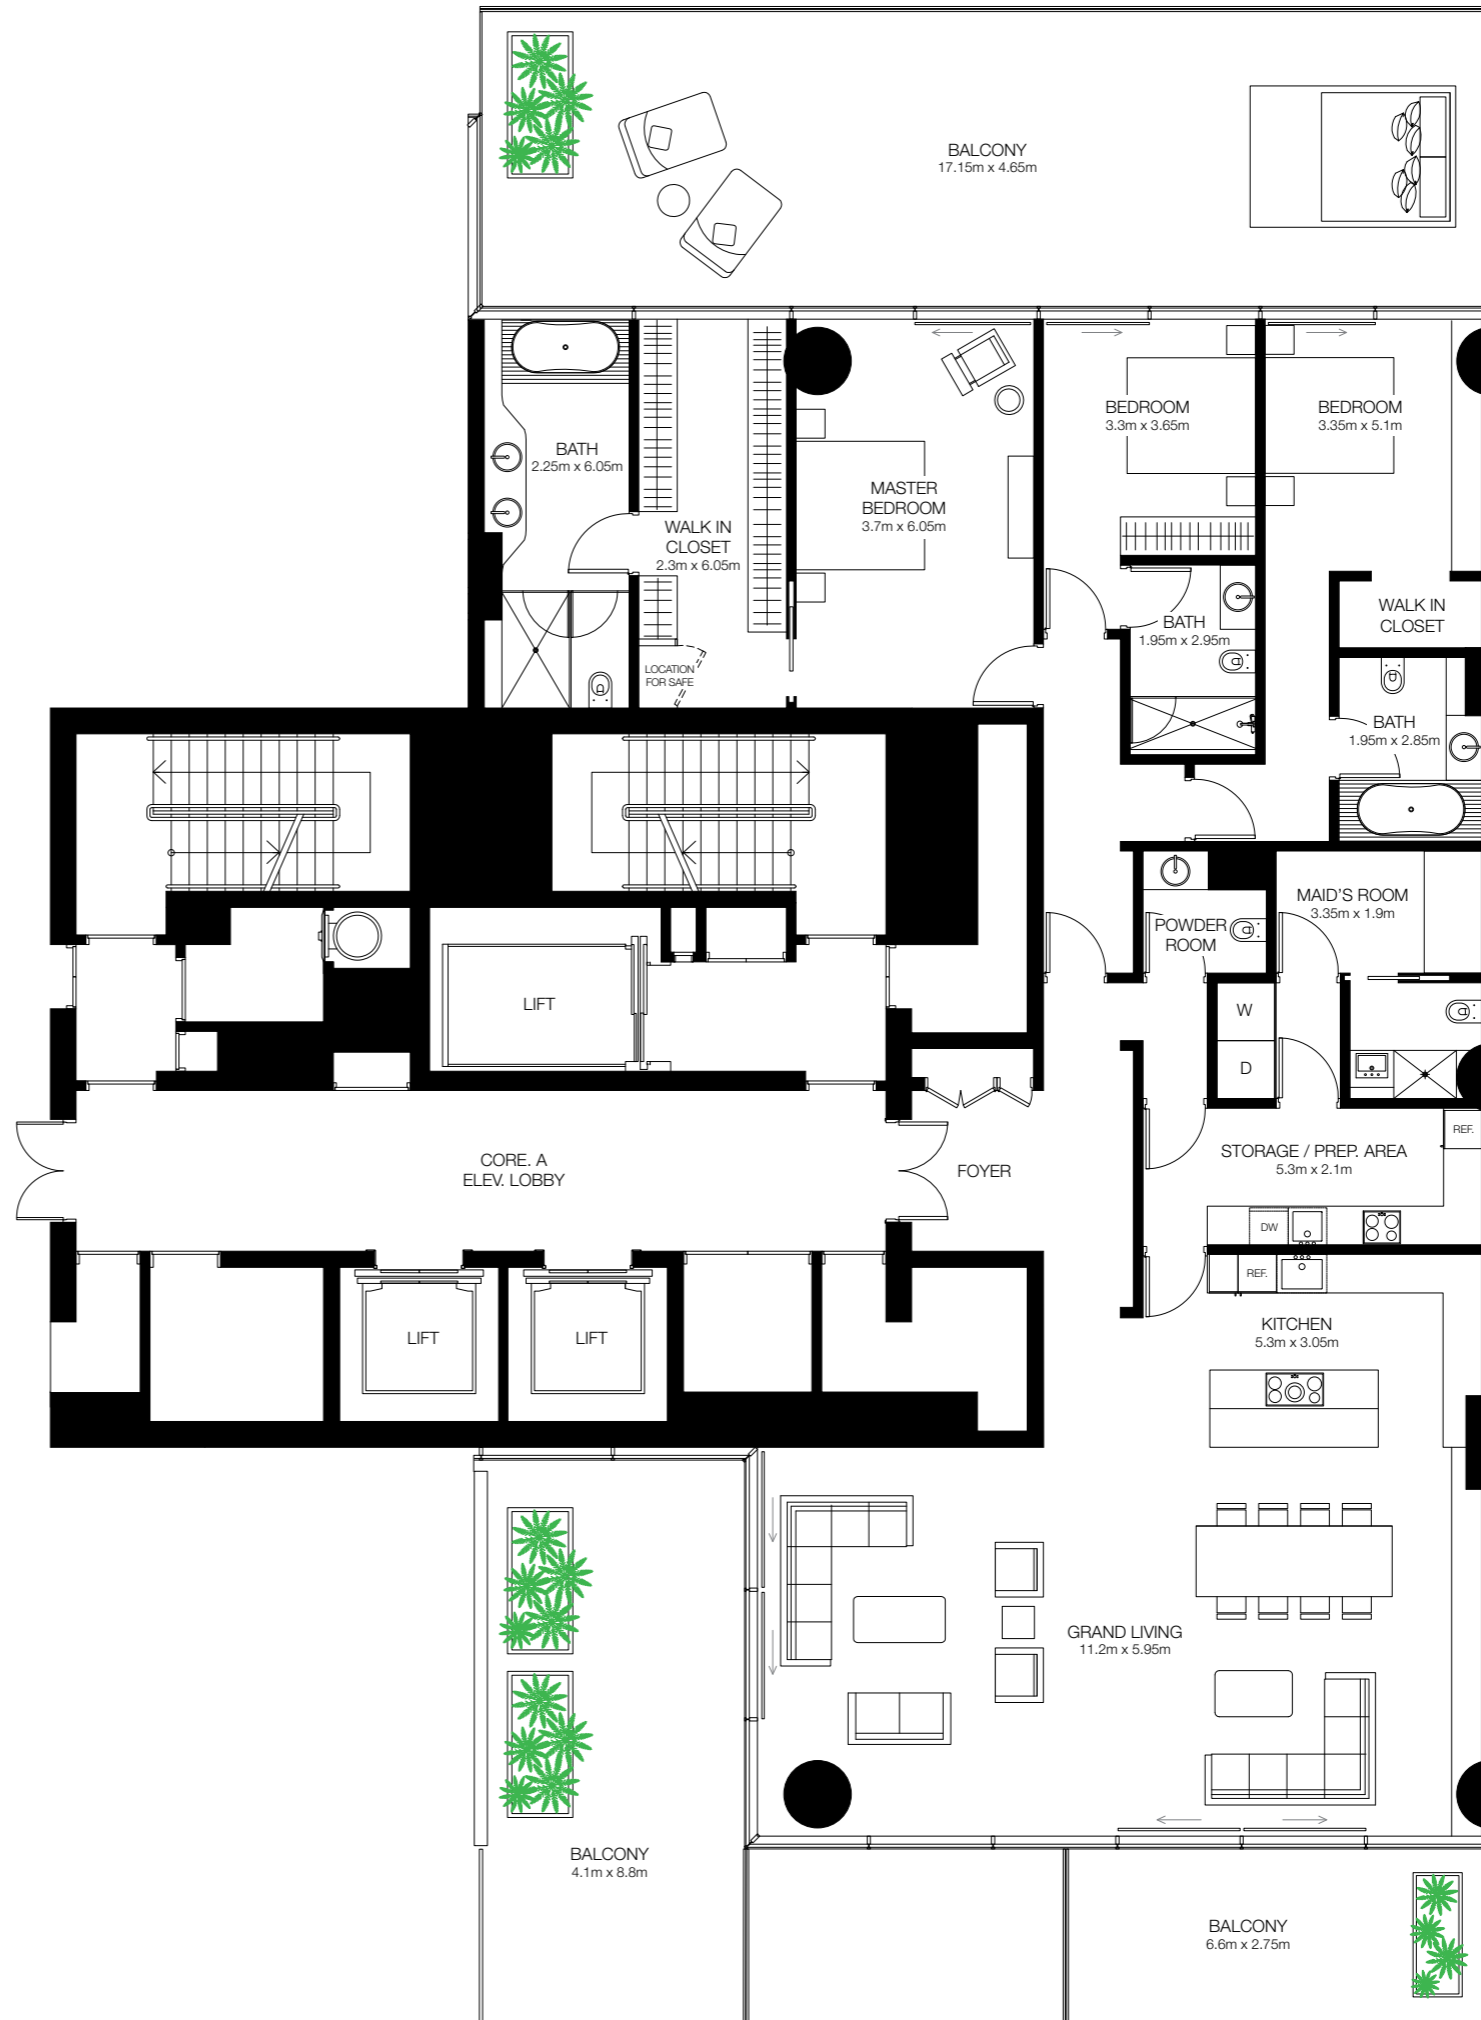 BALCONY
17.15m x 4.65m
BATH
2.25m x 6.05m
WALK IN
CLOSET
2.3m x 6.05m
LOCATION
FOR SAFE
MASTER
BEDROOM
3.7m x 6.05m
BEDROOM
3.3m x 3.65m
BEDROOM
3.35m x 5.1m
BATH
1.95m x 2.95m
WALK IN
CLOSET
BATH
1.95m x 2.85m
POWDER
ROOM
MAID'S ROOM
3.35m x 1.9m
W
D
LIFT
CORE. A
ELEV. LOBBY
FOYER
STORAGE / PREP. AREA
5.3m x 2.1m
REF.
DW
REF.
KITCHEN
5.3m x 3.05m
LIFT
LIFT
GRAND LIVING
11.2m x 5.95m
BALCONY
4.1m x 8.8m
BALCONY
6.6m x 2.75m